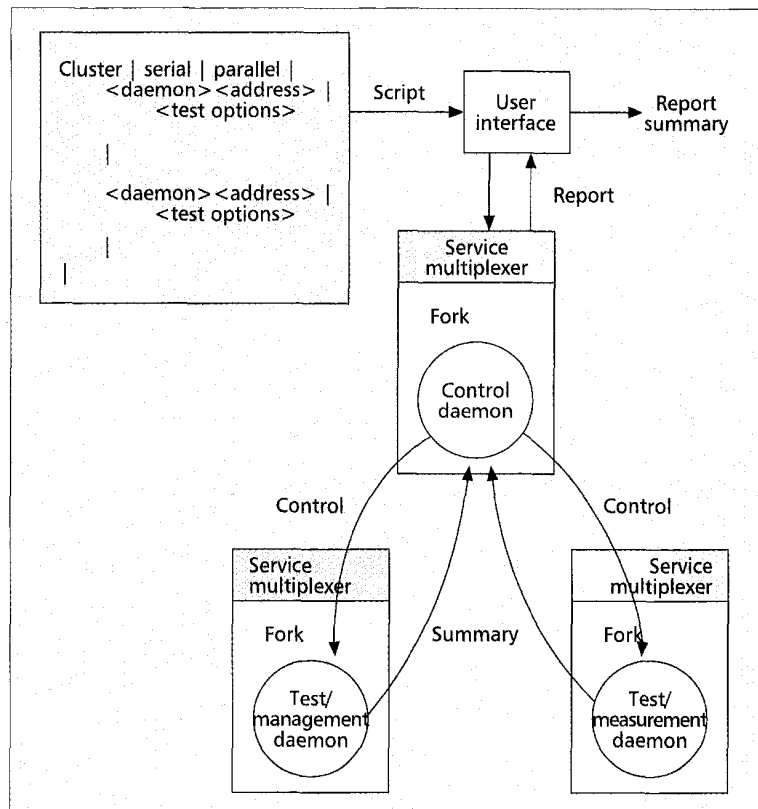 Cluster | serial | parallel |
<daemon><address> |
<test options>
|
<daemon><address> |
<test options>
|
|
Script
User
interface
Report
summary
Report
Service
multiplexer
Fork
Control
daemon
Control
Control
Service
multiplexer
Fork
Test/
management
daemon
Summary
Service
multiplexer
Fork
Test/
measurement
daemon